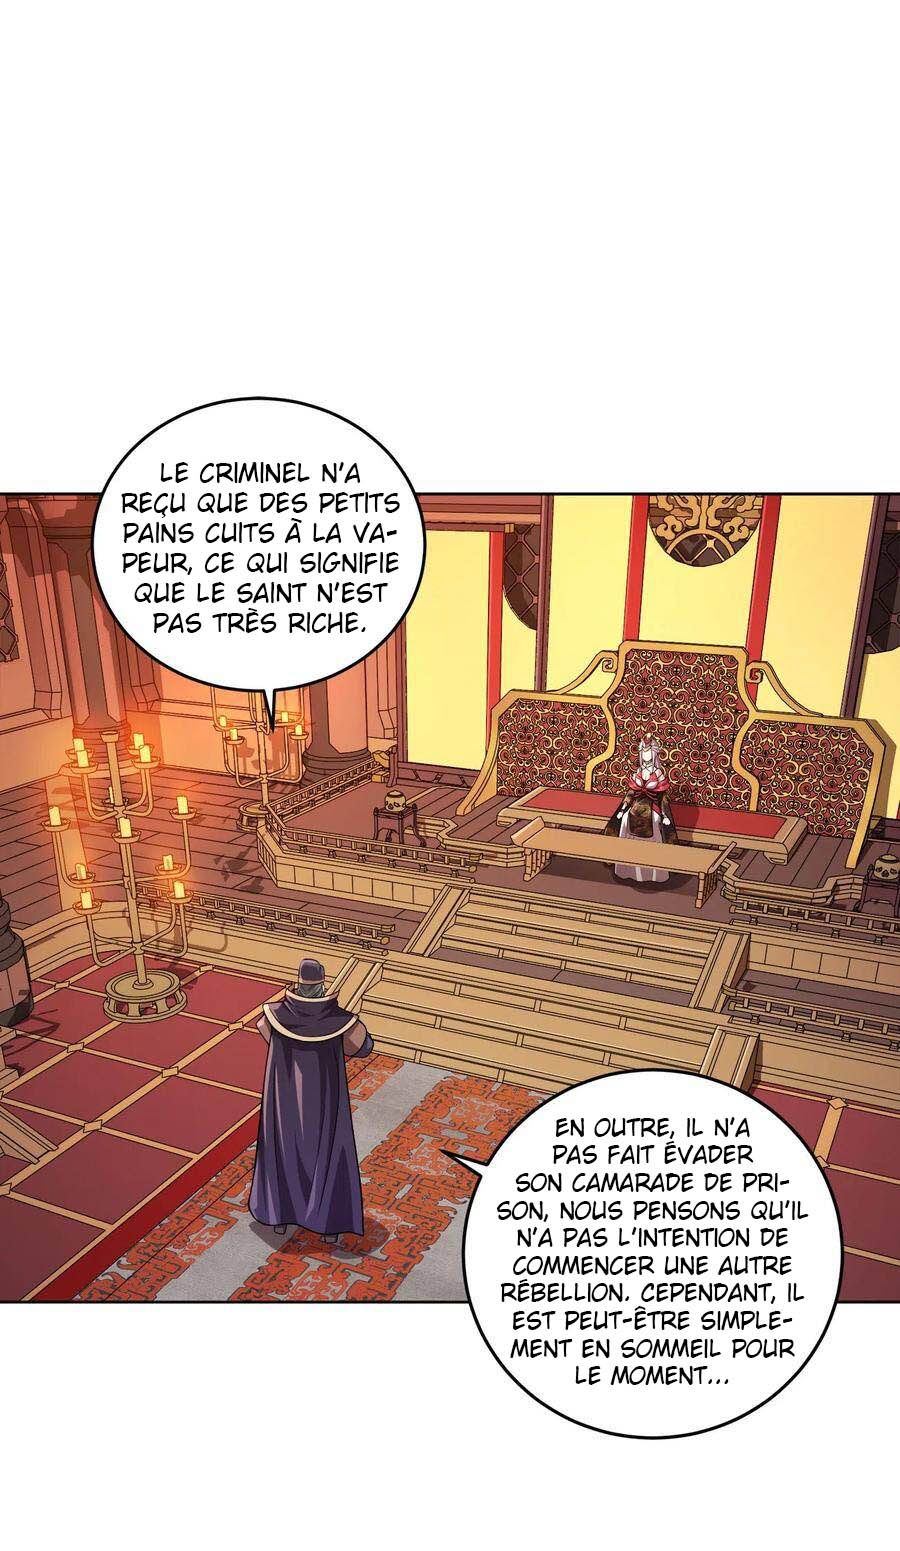 LE CRIMINEL N'A
REÇU QUE DES PETITS
PAINS CUITS À LA VA-
PEUR, CE QUI SIGNIFIE
QUE LE SAINT N'EST
PAS TRÈS RICHE.
EN OUTRE, IL N'A
PAS FAIT ÉVADER
SON CAMARADE DE PRI-
SON, NOUS PENSONS QU'IL
N'A PAS L'INTENTION DE
COMMENCER UNE AUTRE
RÉBELLION. CEPENDANT, IL
EST PEUT-ÊTRE SIMPLE-
MENT EN SOMMEIL POUR
LE MOMENT...